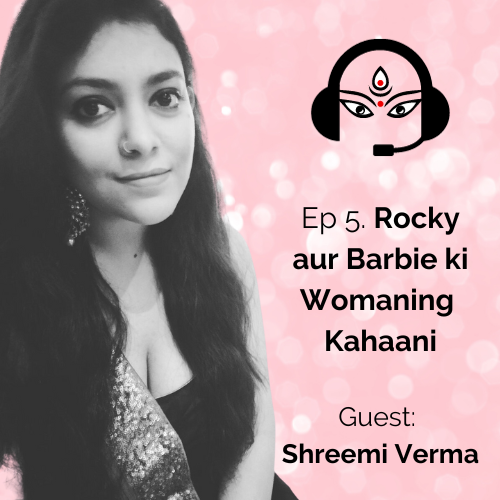 Ep 5. Rocky
aur Barbie ki
Womaning
Kahaani
Guest:
Shreemi Verma